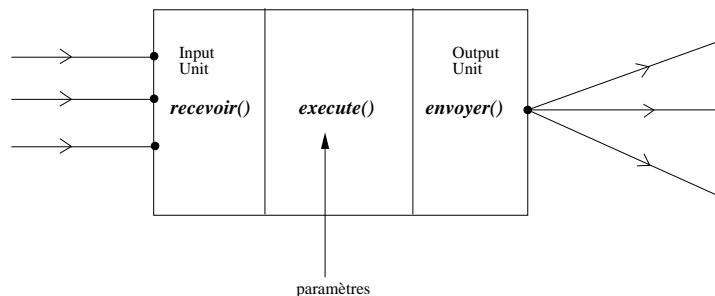 Input
Unit
recevoir()
execute()
Output
Unit
envoyer()
paramètres